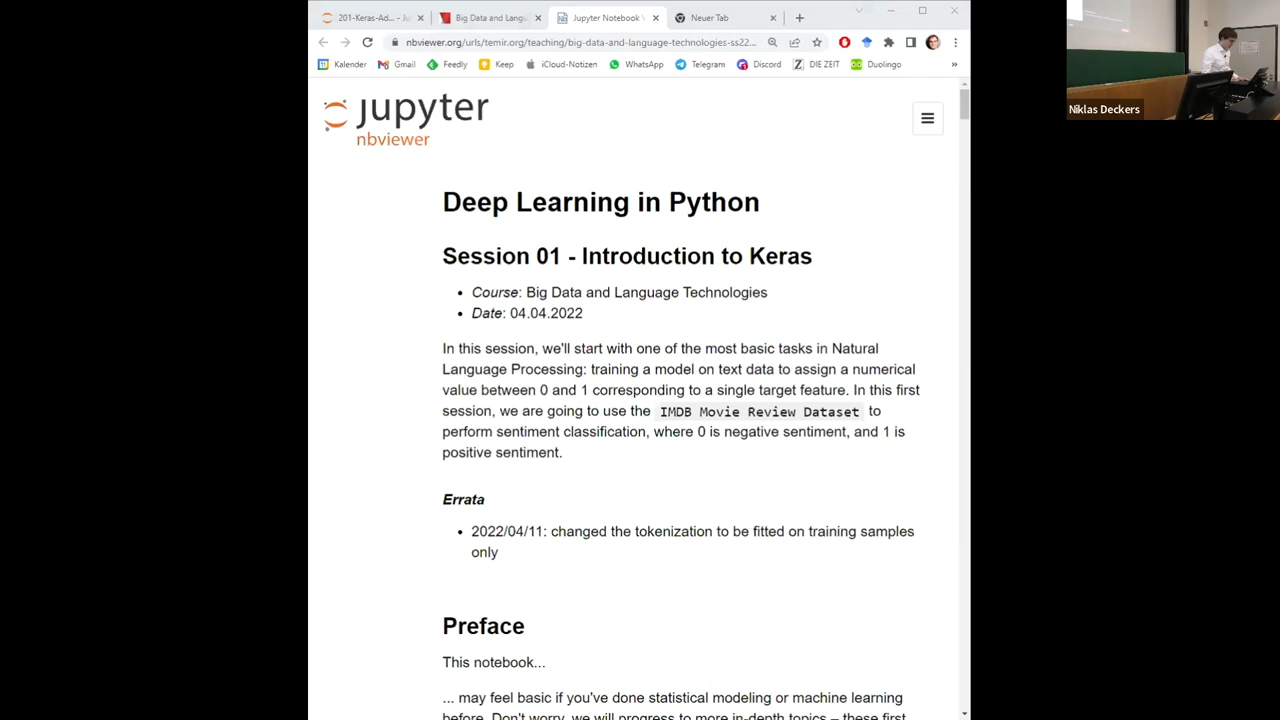 201-Keras-Ad... - Ju
Big Data and Langu
Jupyter Notebook V
Neuer Tab
nbviewer.org/urls/temir.org/teaching/big-data-and-language-technologies-ss22...
Kalender
Gmail
Feedly
Keep
iCloud-Notizen
WhatsApp
Telegram
Discord
DIE ZEIT
Duolingo
»
jupyter
nbviewer
Deep Learning in Python
Session 01 - Introduction to Keras
• Course: Big Data and Language Technologies
• Date: 04.04.2022
In this session, we'll start with one of the most basic tasks in Natural
Language Processing: training a model on text data to assign a numerical
value between 0 and 1 corresponding to a single target feature. In this first
session, we are going to use the IMDB Movie Review Dataset to
perform sentiment classification, where 0 is negative sentiment, and 1 is
positive sentiment.
Errata
• 2022/04/11: changed the tokenization to be fitted on training samples
only
Preface
This notebook...
... may feel basic if you've done statistical modeling or machine learning
before. Don't worry, we will progress to more in-depth topics – these first
Niklas Deckers